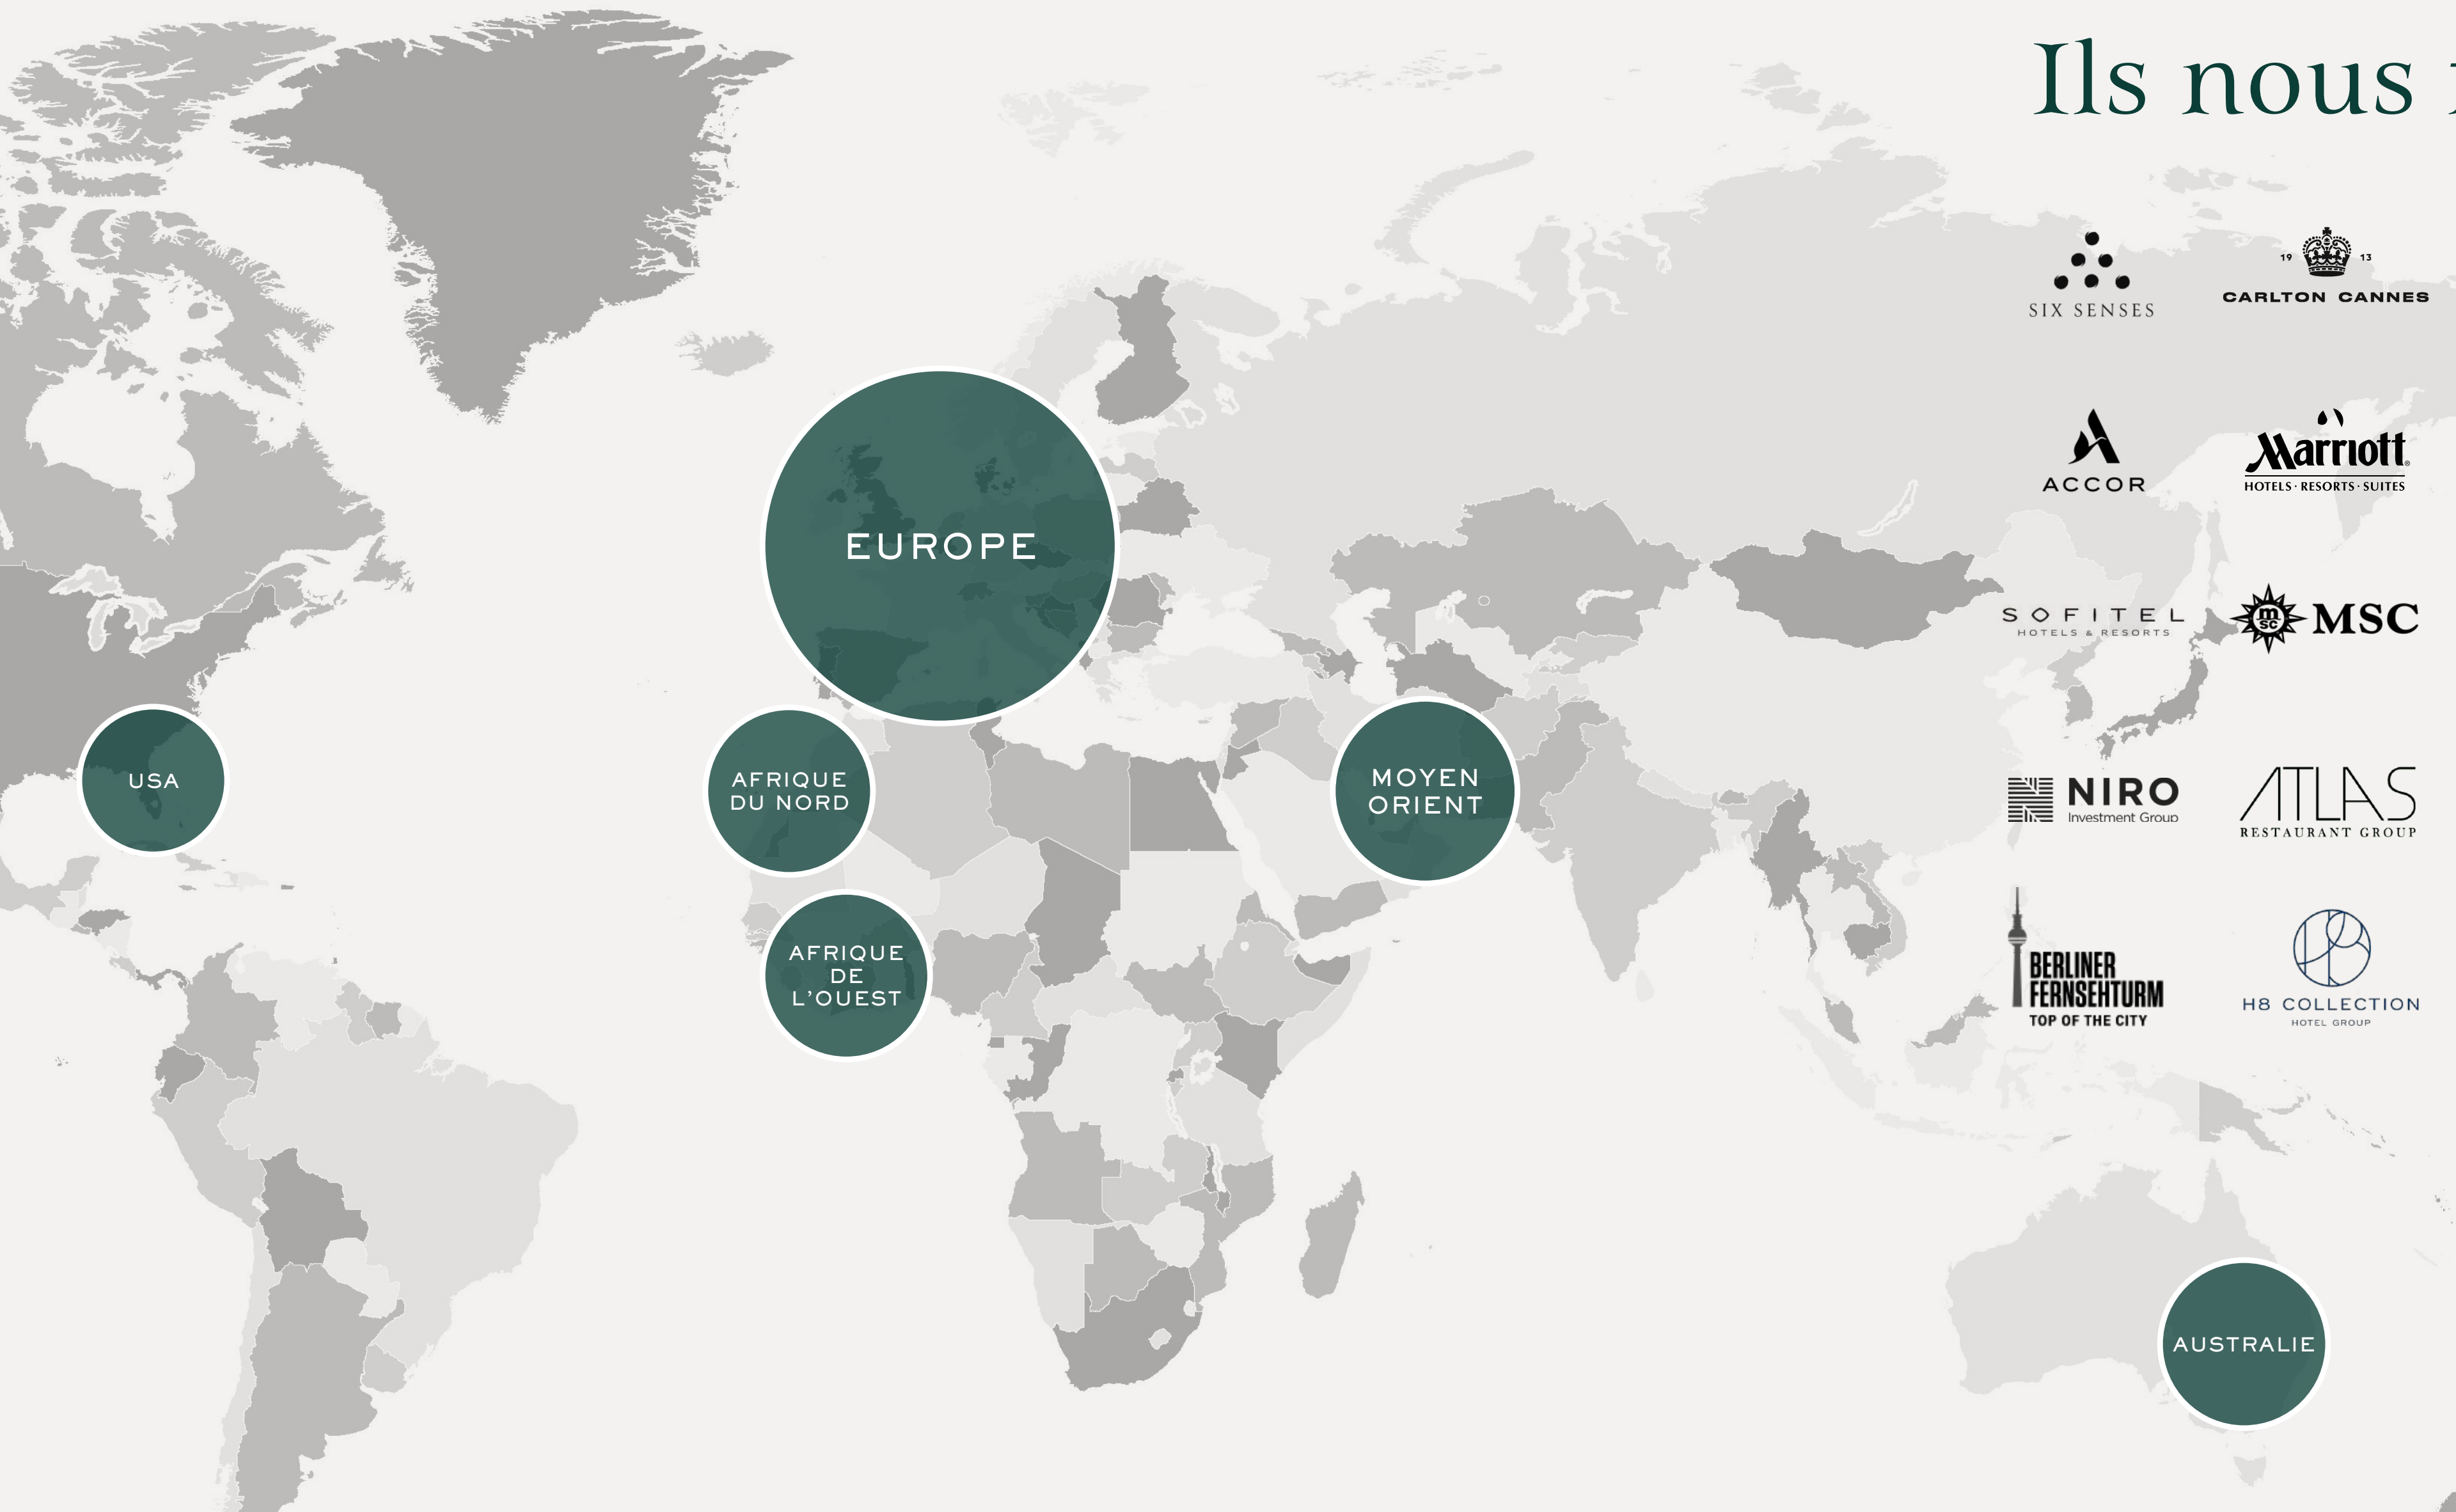 Ils nous
SIX SENSES
19 13
CARLTON CANNES
ACCOR
Marriott®
HOTELS · RESORTS · SUITES
EUROPE
SOFITEL
HOTELS & RESORTS
m
sc
MSC
USA
AFRIQUE
DU NORD
MOYEN
ORIENT
NIRO
Investment Group
ATLAS
RESTAURANT GROUP
AFRIQUE
DE
L'OUEST
BERLINER
FERNSEHTURM
TOP OF THE CITY
H8 COLLECTION
HOTEL GROUP
AUSTRALIE